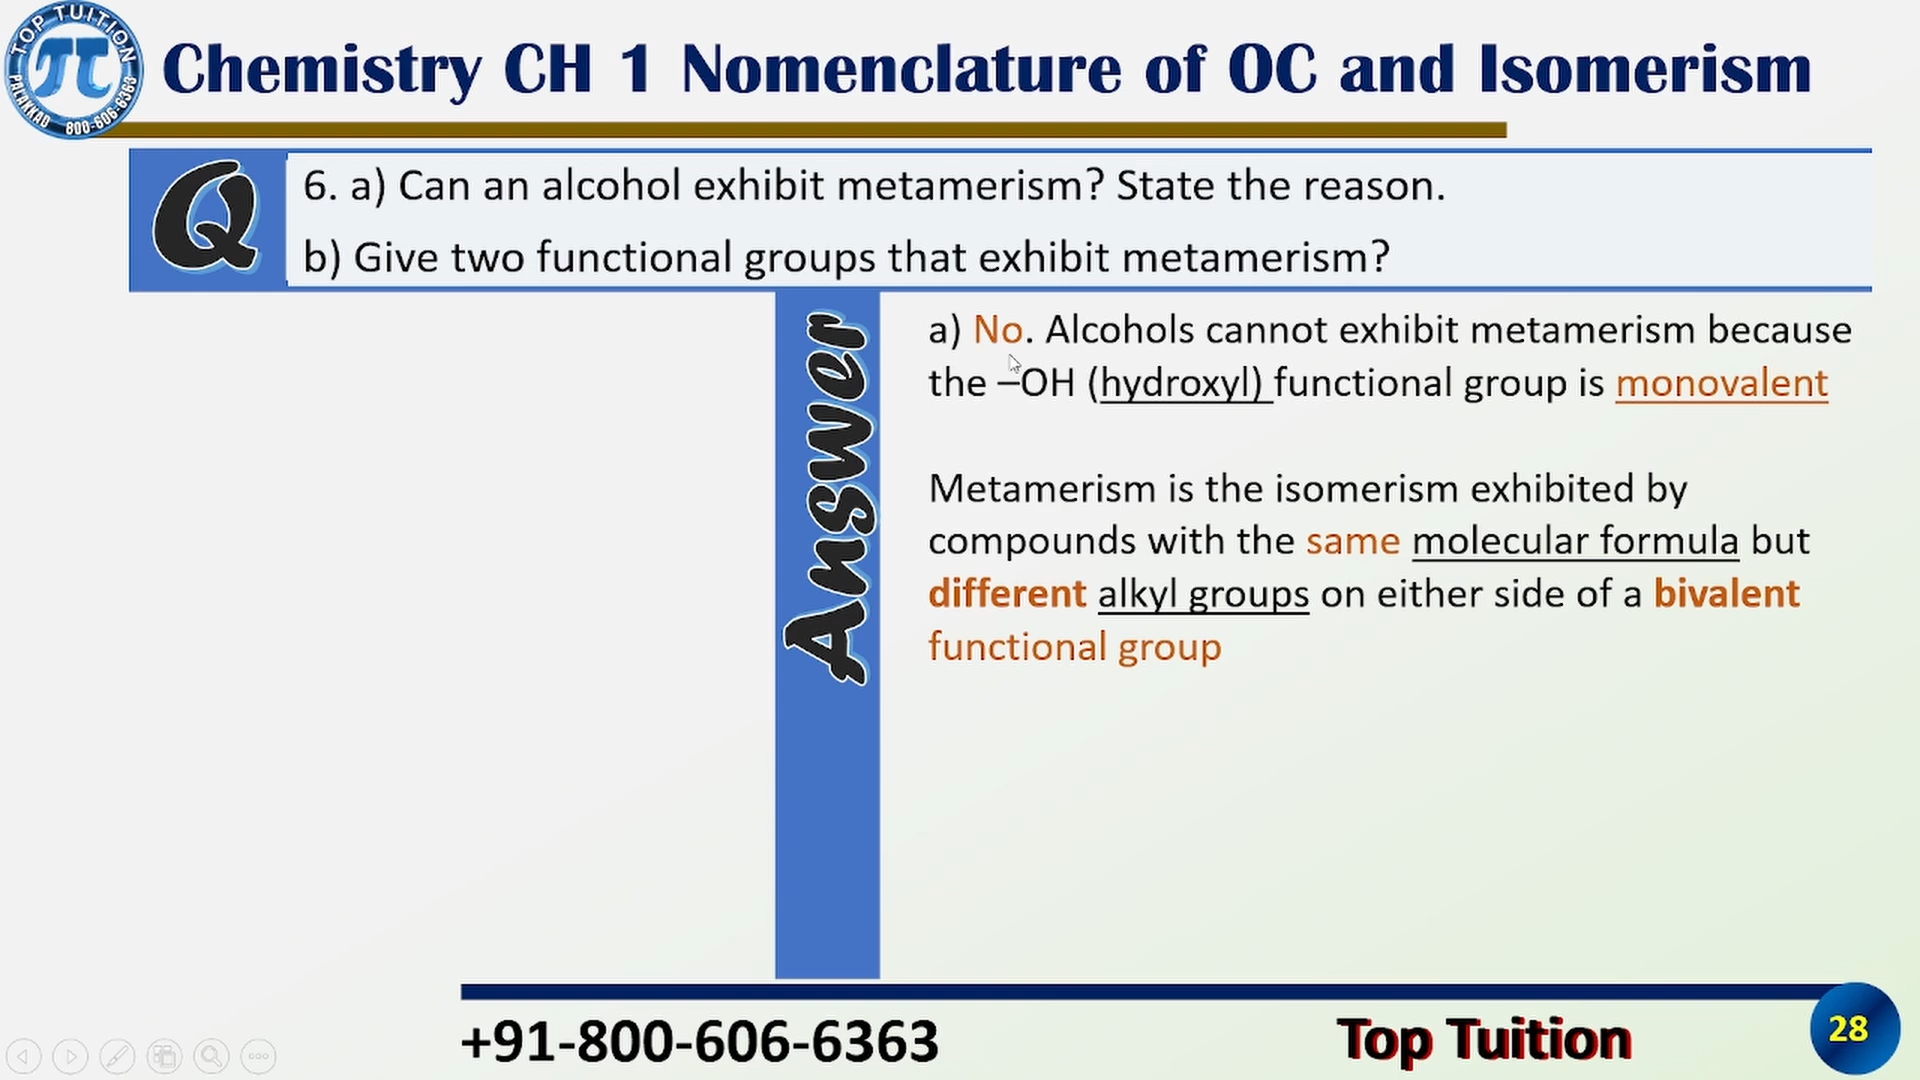 TOP TUITION
PALAKKAD 800-606-6363
Chemistry CH 1 Nomenclature of OC and Isomerism
Q
6. a) Can an alcohol exhibit metamerism? State the reason.
b) Give two functional groups that exhibit metamerism?
Answer
a) No. Alcohols cannot exhibit metamerism because
the –OH (hydroxyl) functional group is monovalent
Metamerism is the isomerism exhibited by
compounds with the same molecular formula but
different alkyl groups on either side of a bivalent
functional group
+91-800-606-6363
Top Tuition
28